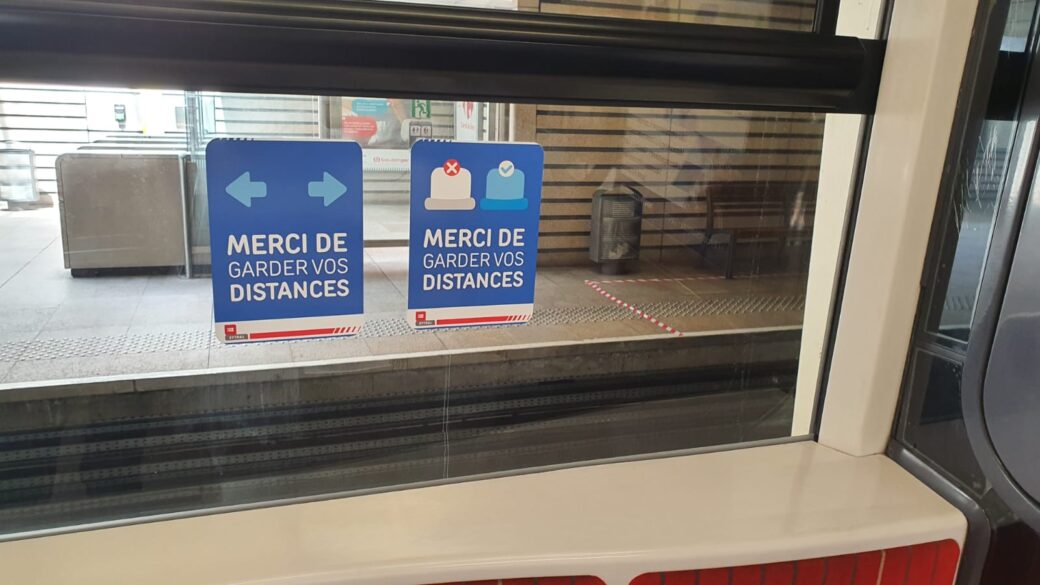 MERCI DE
GARDER VOS
DISTANCES
MERCI DE
GARDER VOS
DISTANCES